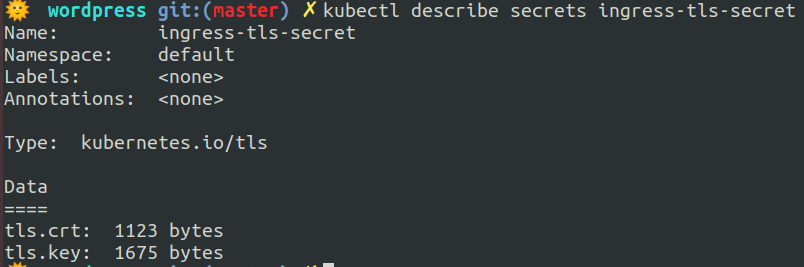 wordpress git:(master) ✗ kubectl describe secrets ingress-tls-secret
Name:         ingress-tls-secret
Namespace:    default
Labels:       <none>
Annotations:  <none>
Type:  kubernetes.io/tls
Data
====
tls.crt:  1123 bytes
tls.key:  1675 bytes